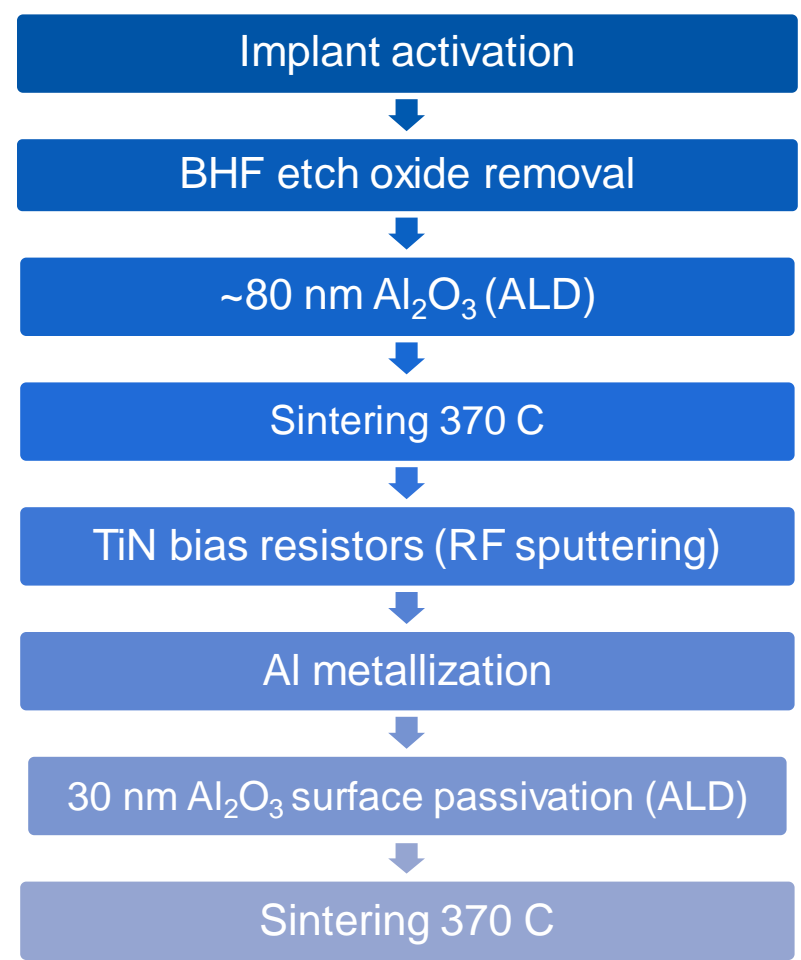 Implant activation
BHF etch oxide removal
~80 nm Al₂O₃ (ALD)
Sintering 370 C
TiN bias resistors (RF sputtering)
Al metallization
30 nm Al₂O₃ surface passivation (ALD)
Sintering 370 C